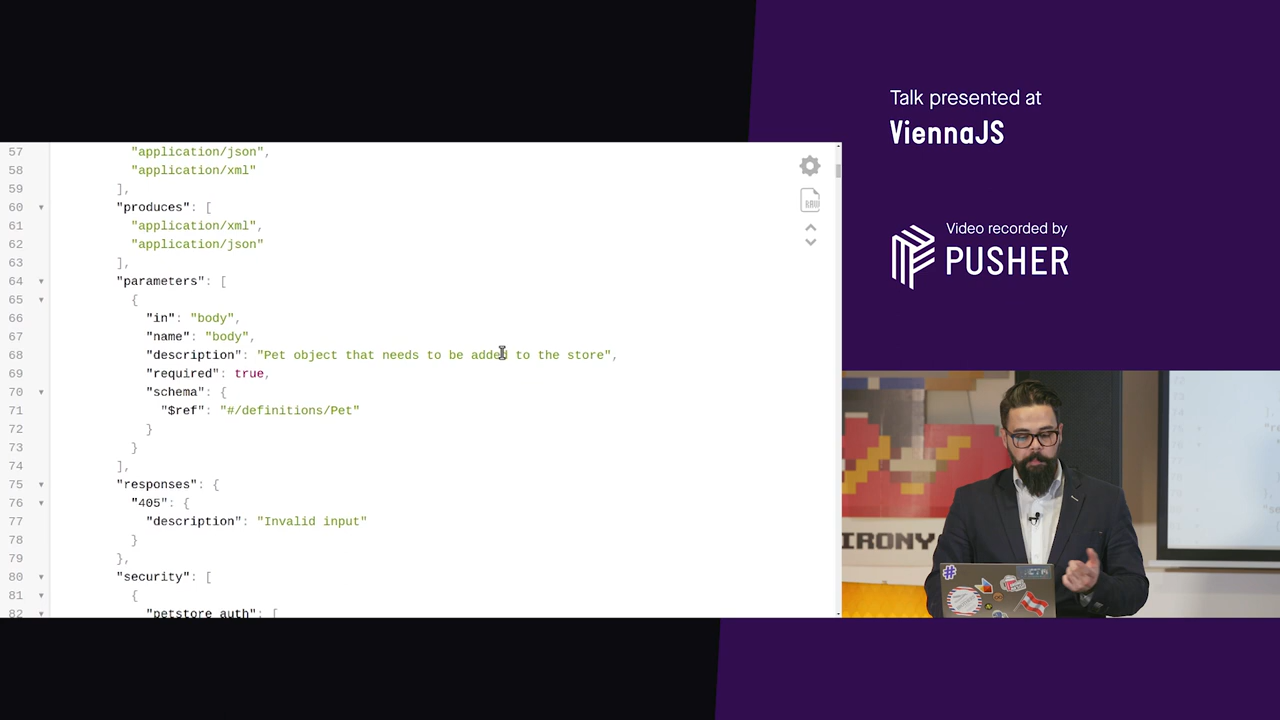 57 "application/json",
58 "application/xml"
59 ],
60 "produces": [
61 "application/xml",
62 "application/json"
63 ],
64 "parameters": [
65 {
66 "in": "body",
67 "name": "body",
68 "description": "Pet object that needs to be added to the store",
69 "required": true,
70 "schema": {
71 "$ref": "#/definitions/Pet"
72 }
73 }
74 ],
75 "responses": {
76 "405": {
77 "description": "Invalid input"
78 }
79 },
80 "security": [
81 {
82 "petstore_auth": [
RAW
Talk presented at
ViennaJS
Video recorded by
PUSHER
IRONY
#